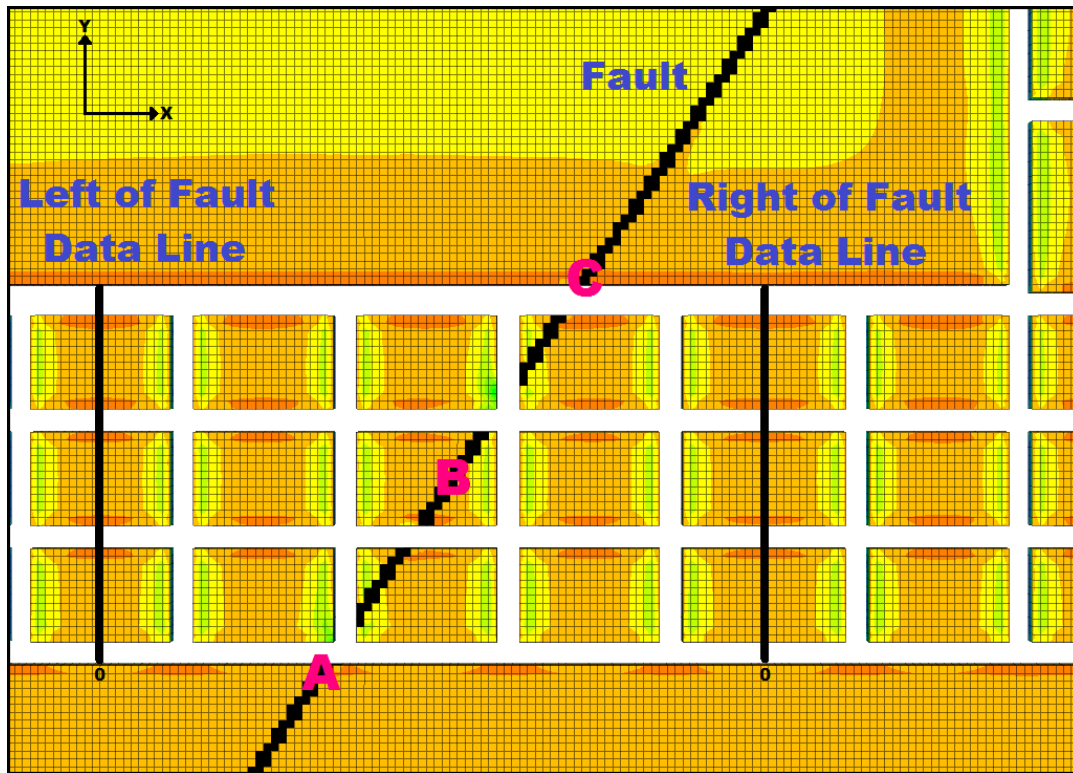 Y
X
Fault
Left of Fault
Data Line
Right of Fault
Data Line
C
B
A
0
0